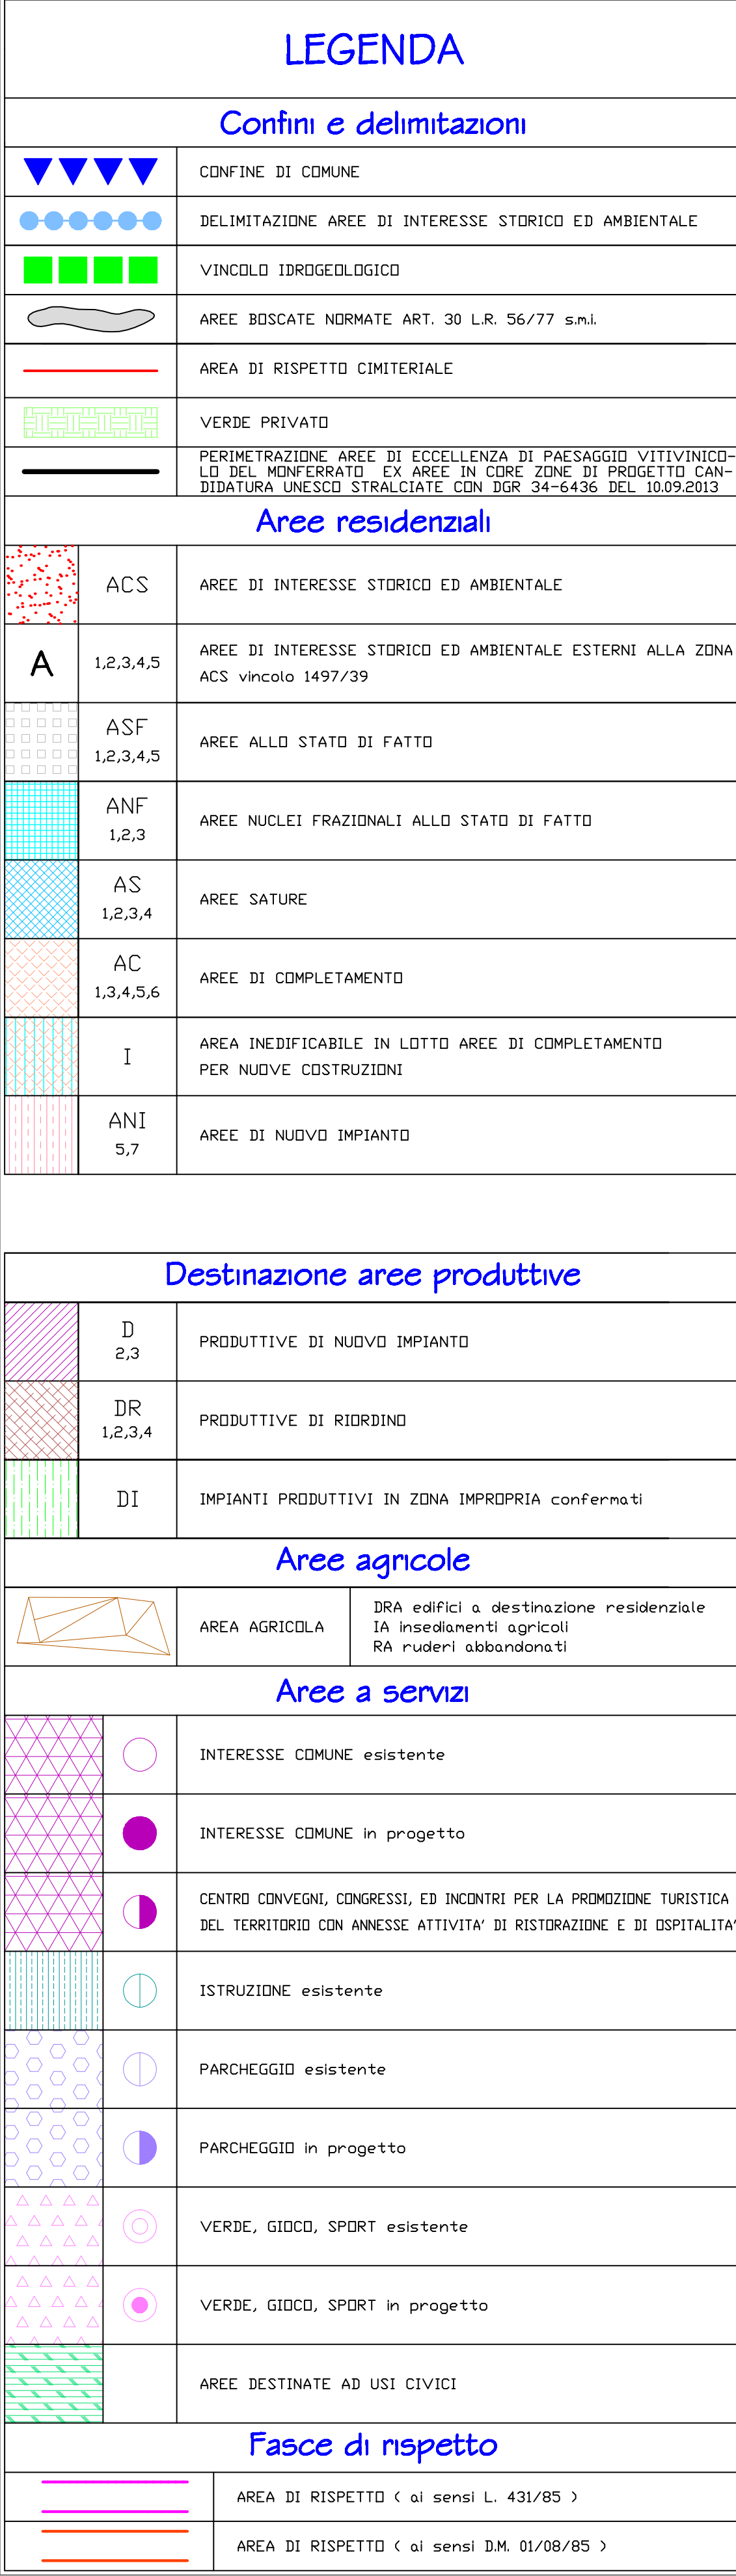 LEGENDA
Confini e delimitazioni
CONFINE DI COMUNE
DELIMITAZIONE AREE DI INTERESSE STORICO ED AMBIENTALE
VINCOLO IDROGEOLOGICO
AREE BOSCATE NORMATE ART. 30 L.R. 56/77 s.m.i.
AREA DI RISPETTO CIMITERIALE
VERDE PRIVATO
PERIMETRAZIONE AREE DI ECCELLENZA DI PAESAGGIO VITIVINICO-
LO DEL MONFERRATO EX AREE IN CORE ZONE DI PROGETTO CAN-
DIDATURA UNESCO STRALCIATE CON DGR 34-6436 DEL 10.09.2013
Aree residenziali
ACS
AREE DI INTERESSE STORICO ED AMBIENTALE
A
1,2,3,4,5
AREE DI INTERESSE STORICO ED AMBIENTALE ESTERNI ALLA ZONA
ACS vincolo 1497/39
ASF
1,2,3,4,5
AREE ALLO STATO DI FATTO
ANF
1,2,3
AREE NUCLEI FRAZIONALI ALLO STATO DI FATTO
AS
1,2,3,4
AREE SATURE
AC
1,3,4,5,6
AREE DI COMPLETAMENTO
I
AREA INEDIFICABILE IN LOTTO AREE DI COMPLETAMENTO
PER NUOVE COSTRUZIONI
ANI
5,7
AREE DI NUOVO IMPIANTO
Destinazione aree produttive
D
2,3
PRODUTTIVE DI NUOVO IMPIANTO
DR
1,2,3,4
PRODUTTIVE DI RIORDINO
DI
IMPIANTI PRODUTTIVI IN ZONA IMPROPRIA confermati
Aree agricole
AREA AGRICOLA
DRA edifici a destinazione residenziale
IA insediamenti agricoli
RA ruderi abbandonati
Aree a servizi
INTERESSE COMUNE esistente
INTERESSE COMUNE in progetto
CENTRO CONVEGNI, CONGRESSI, ED INCONTRI PER LA PROMOZIONE TURISTICA
DEL TERRITORIO CON ANNESSE ATTIVITA' DI RISTORAZIONE E DI OSPITALITA'
ISTRUZIONE esistente
PARCHEGGIO esistente
PARCHEGGIO in progetto
VERDE, GIOCO, SPORT esistente
VERDE, GIOCO, SPORT in progetto
AREE DESTINATE AD USI CIVICI
Fasce di rispetto
AREA DI RISPETTO ( ai sensi L. 431/85 )
AREA DI RISPETTO ( ai sensi D.M. 01/08/85 )